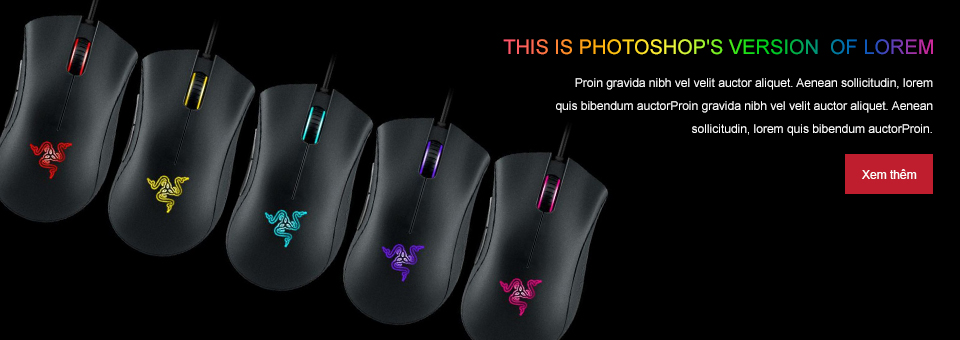 THIS IS PHOTOSHOP'S VERSION  OF LOREM
Proin gravida nibh vel velit auctor aliquet. Aenean sollicitudin, lorem
quis bibendum auctorProin gravida nibh vel velit auctor aliquet. Aenean
sollicitudin, lorem quis bibendum auctorProin.
Xem thêm